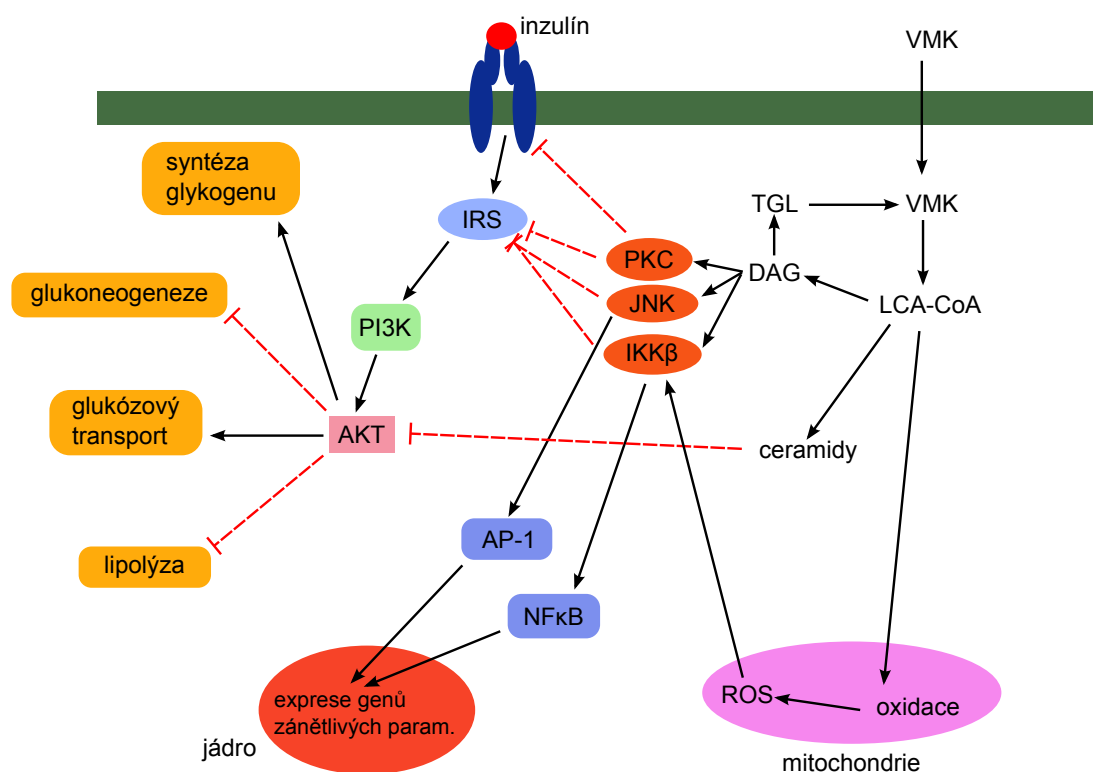 inzulín
VMK
syntéza
glykogenu
IRS
TGL
VMK
PKC
DAG
glukoneogeneze
JNK
LCA-CoA
PI3K
IKKβ
glukózový
transport
AKT
ceramidy
AP-1
lipolýza
NFκB
exprese genů
zánětlivých param.
ROS
oxidace
jádro
mitochondrie